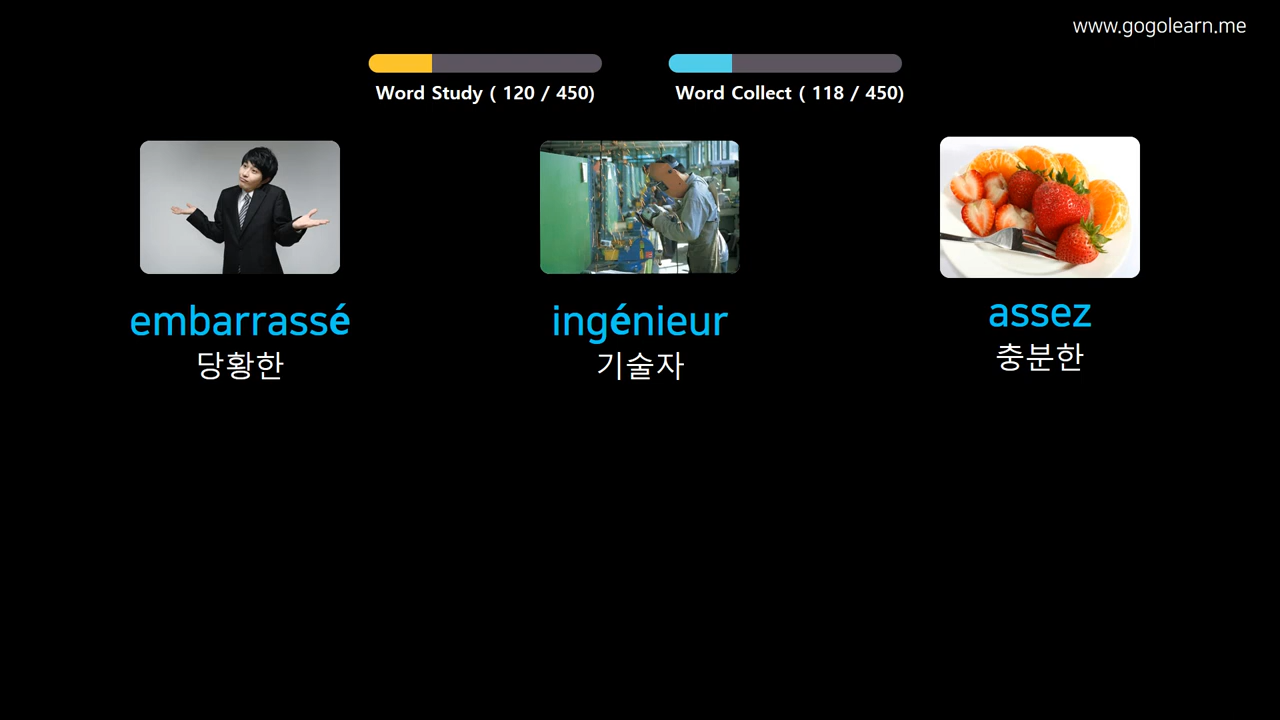 www.gogolearn.me
Word Study ( 120 / 450)
Word Collect ( 118 / 450)
embarrassé
당황한
ingénieur
기술자
assez
충분한